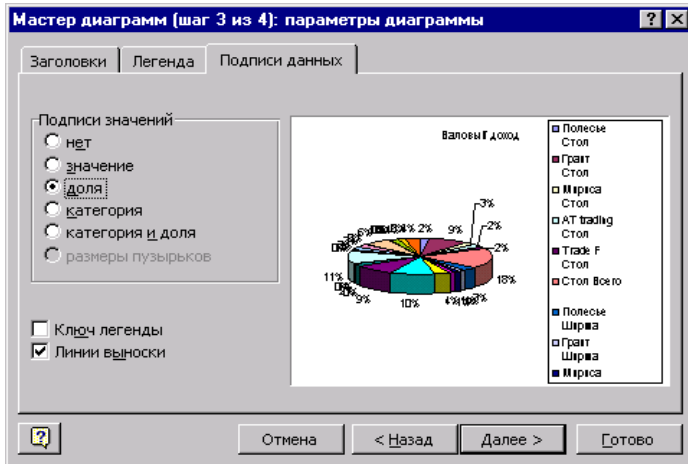 Мастер диаграмм (шаг 3 из 4): параметры диаграммы
Заголовки Легенда Подписи данных
Подписи значений
нет
значение
доля
категория
категория и доля
размеры пузырьков
Ключ легенды
Линии выноски
Валовый доход
3%
2%
2% 9%
2%
18%
11%
9%
10%
Полесье
Стол
Грант
Стол
Стол
AT trading
Стол
Trade F
Стол
Стол Всего
Полесье
Ширма
Грант
Ширма
Отмена < Назад Далее > Готово